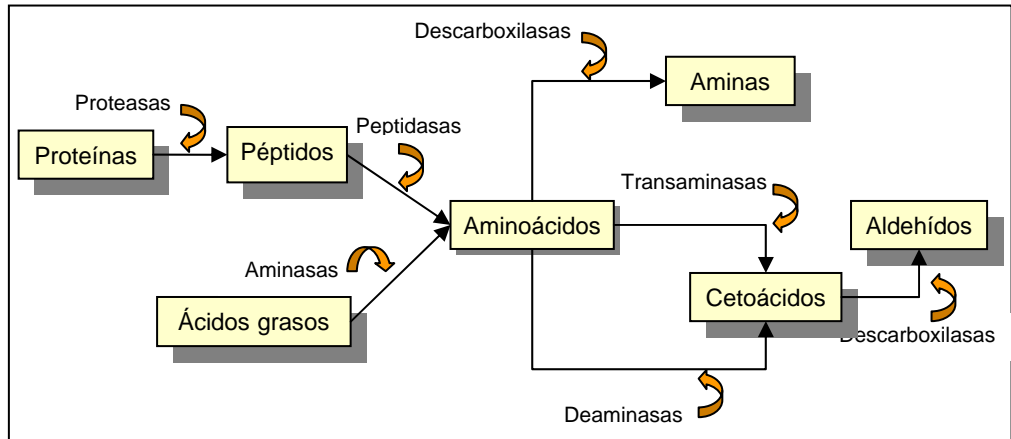 Descarboxilasas
Aminas
Proteasas
Peptidasas
Proteínas
Péptidos
Transaminasas
Aminoácidos
Aldehídos
Aminasas
Cetoácidos
Ácidos grasos
Descarboxilasas
Deaminasas